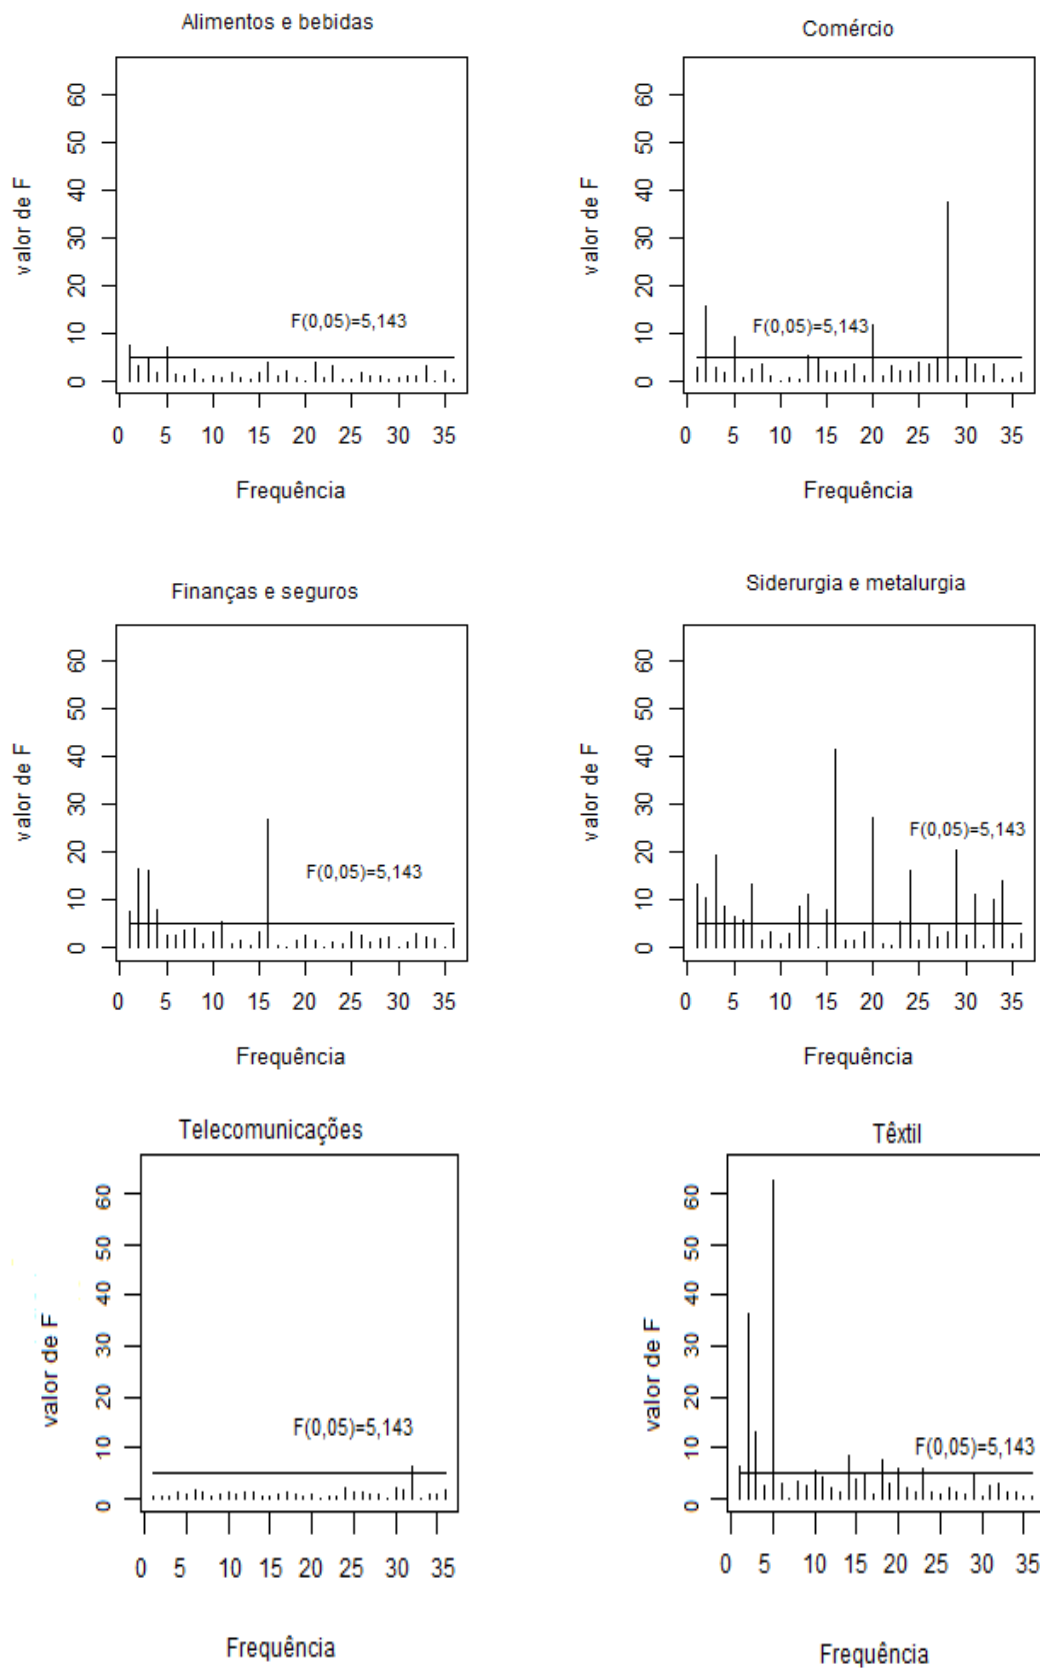 Alimentos e bebidas
valor de F
60
50
40
30
20
10
0
F(0,05)=5,143
0 5 10 15 20 25 30 35
Frequência
Comércio
valor de F
60
50
40
30
20
10
0
F(0,05)=5,143
0 5 10 15 20 25 30 35
Frequência
Finanças e seguros
valor de F
60
50
40
30
20
10
0
F(0,05)=5,143
0 5 10 15 20 25 30 35
Frequência
Siderurgia e metalurgia
valor de F
60
50
40
30
20
10
0
F(0,05)=5,143
0 5 10 15 20 25 30 35
Frequência
Telecomunicações
valor de F
60
50
40
30
20
10
0
F(0,05)=5,143
0 5 10 15 20 25 30 35
Frequência
Têxtil
valor de F
60
50
40
30
20
10
0
F(0,05)=5,143
0 5 10 15 20 25 30 35
Frequência